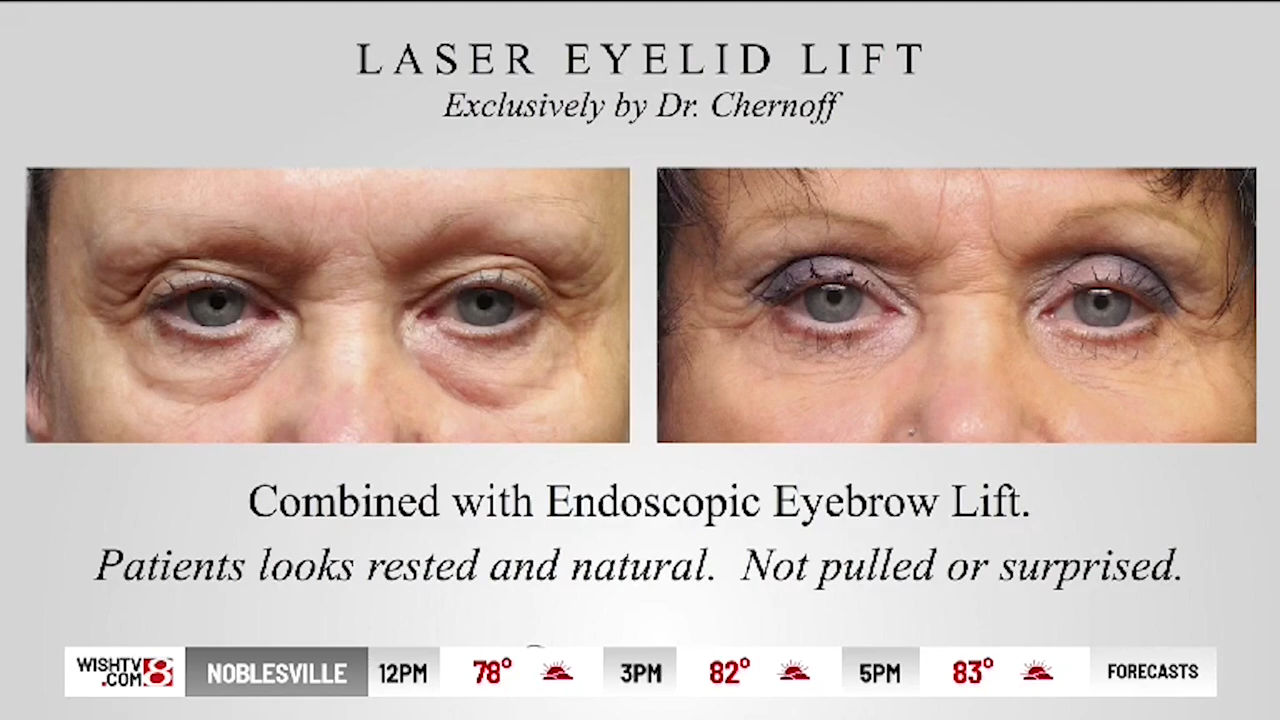 LASER EYELID LIFT
Exclusively by Dr. Chernoff
Combined with Endoscopic Eyebrow Lift.
Patients looks rested and natural. Not pulled or surprised.
WISHTV 8 NOBLESVILLE 12PM 78° 3PM 82° 5PM 83° FORECASTS
.COM